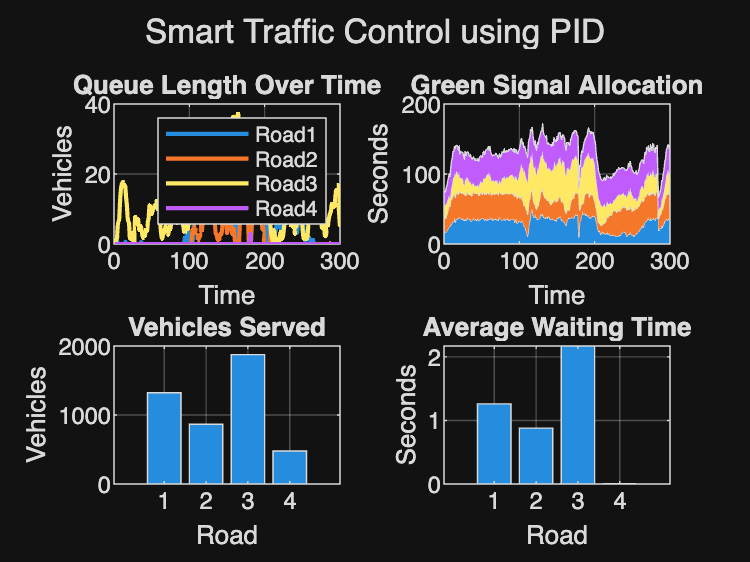 Smart Traffic Control using PID
Queue Length Over Time
Vehicles
40
20
0
Road1
Road2
Road3
Road4
0 100 200 300
Time
Green Signal Allocation
Seconds
200
100
0
0 100 200 300
Time
Vehicles Served
Vehicles
2000
1000
0
1 2 3 4
Road
Average Waiting Time
Seconds
2
1
0
1 2 3 4
Road